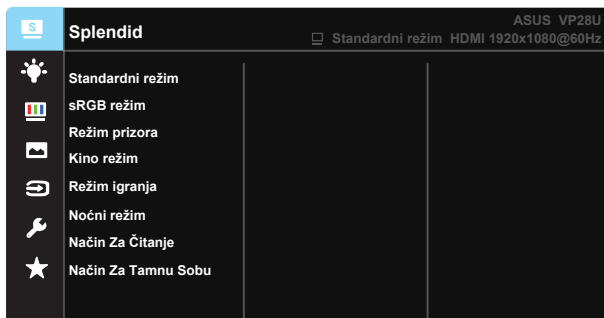 S
Splendid
ASUS VP28U
Standardni režim HDMI 1920x1080@60Hz
Standardni režim
sRGB režim
Režim prizora
Kino režim
Režim igranja
Noćni režim
Način Za Čitanje
Način Za Tamnu Sobu